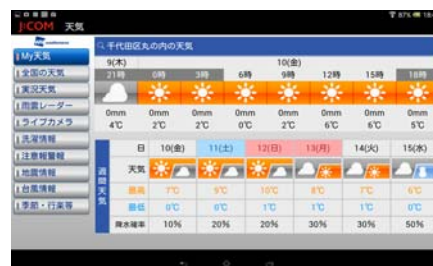 87% 18:
J:COM 天気
My天気
全国の天気
実況天気
雨雲レーダー
ライブカメラ
洗濯情報
注意報警報
地震情報
台風情報
季節・行楽等
千代田区丸の内の天気
9(木) 10(金)
21時 0時 3時 6時 9時 12時 15時 18時
0mm 0mm 0mm 0mm 0mm 0mm 0mm 0mm
4℃ 2℃ 2℃ 0℃ 2℃ 6℃ 6℃ 5℃
週間天気
日 10(金) 11(土) 12(日) 13(月) 14(火) 15(水)
天気
最高 7℃ 9℃ 10℃ 8℃ 7℃ 6℃
最低 0℃ 0℃ 1℃ 1℃ 1℃ 0℃
降水確率 10% 20% 20% 30% 30% 50%